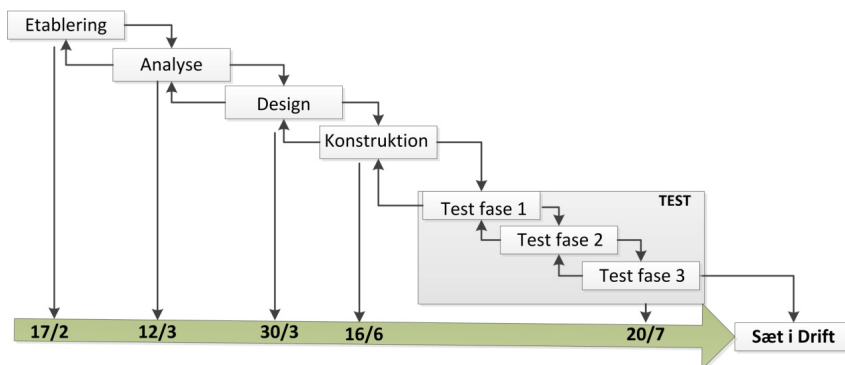 Etablering
Analyse
Design
Konstruktion
TEST
Test fase 1
Test fase 2
Test fase 3
17/2
12/3
30/3
16/6
20/7
Sæt i Drift